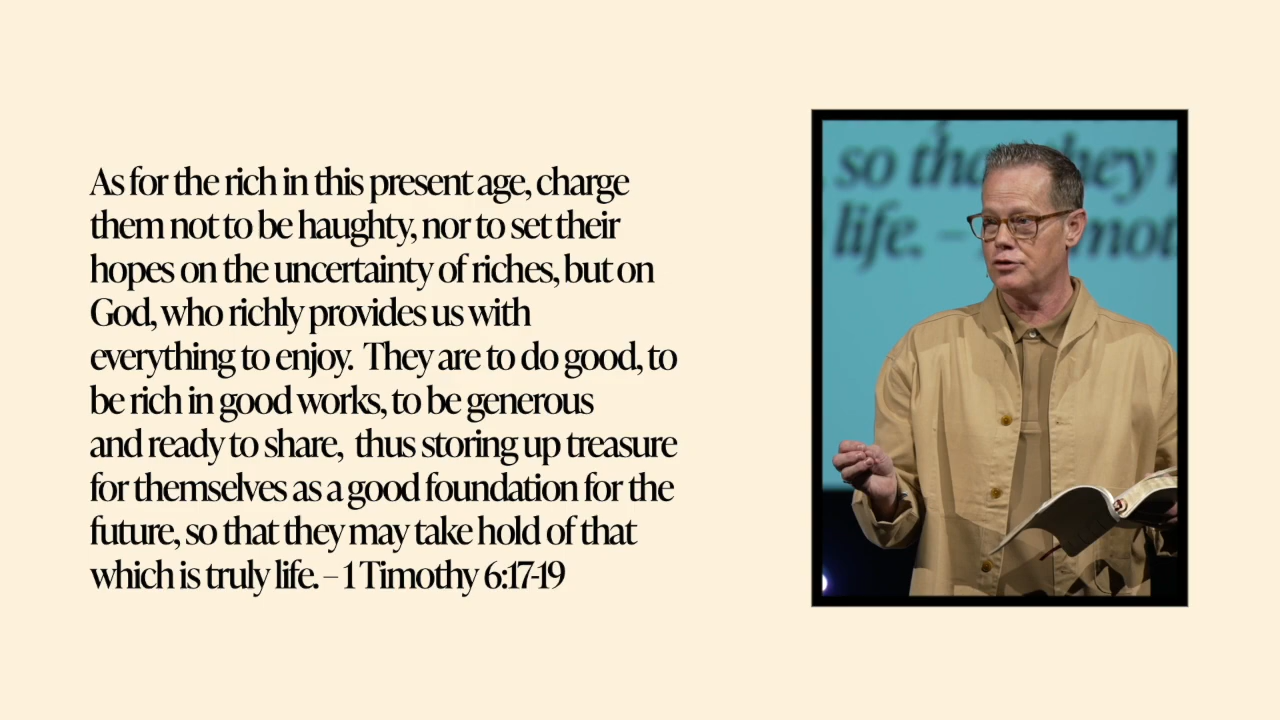 As for the rich in this present age, charge
them not to be haughty, nor to set their
hopes on the uncertainty of riches, but on
God, who richly provides us with
everything to enjoy.  They are to do good, to
be rich in good works, to be generous
and ready to share,  thus storing up treasure
for themselves as a good foundation for the
future, so that they may take hold of that
which is truly life. – 1 Timothy 6:17-19
so they
life. –